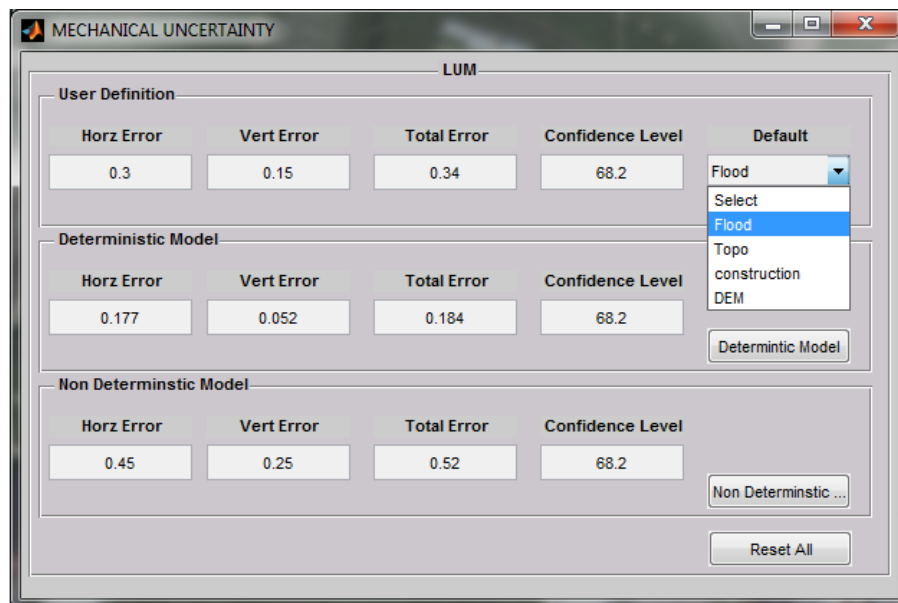 MECHANICAL UNCERTAINTY
LUM
User Definition
Horz Error Vert Error Total Error Confidence Level Default
0.3 0.15 0.34 68.2 Flood
Select
Flood
Topo
construction
DEM
Deterministic Model
Horz Error Vert Error Total Error Confidence Level
0.177 0.052 0.184 68.2
Determintic Model
Non Determinstic Model
Horz Error Vert Error Total Error Confidence Level
0.45 0.25 0.52 68.2
Non Determinstic ...
Reset All